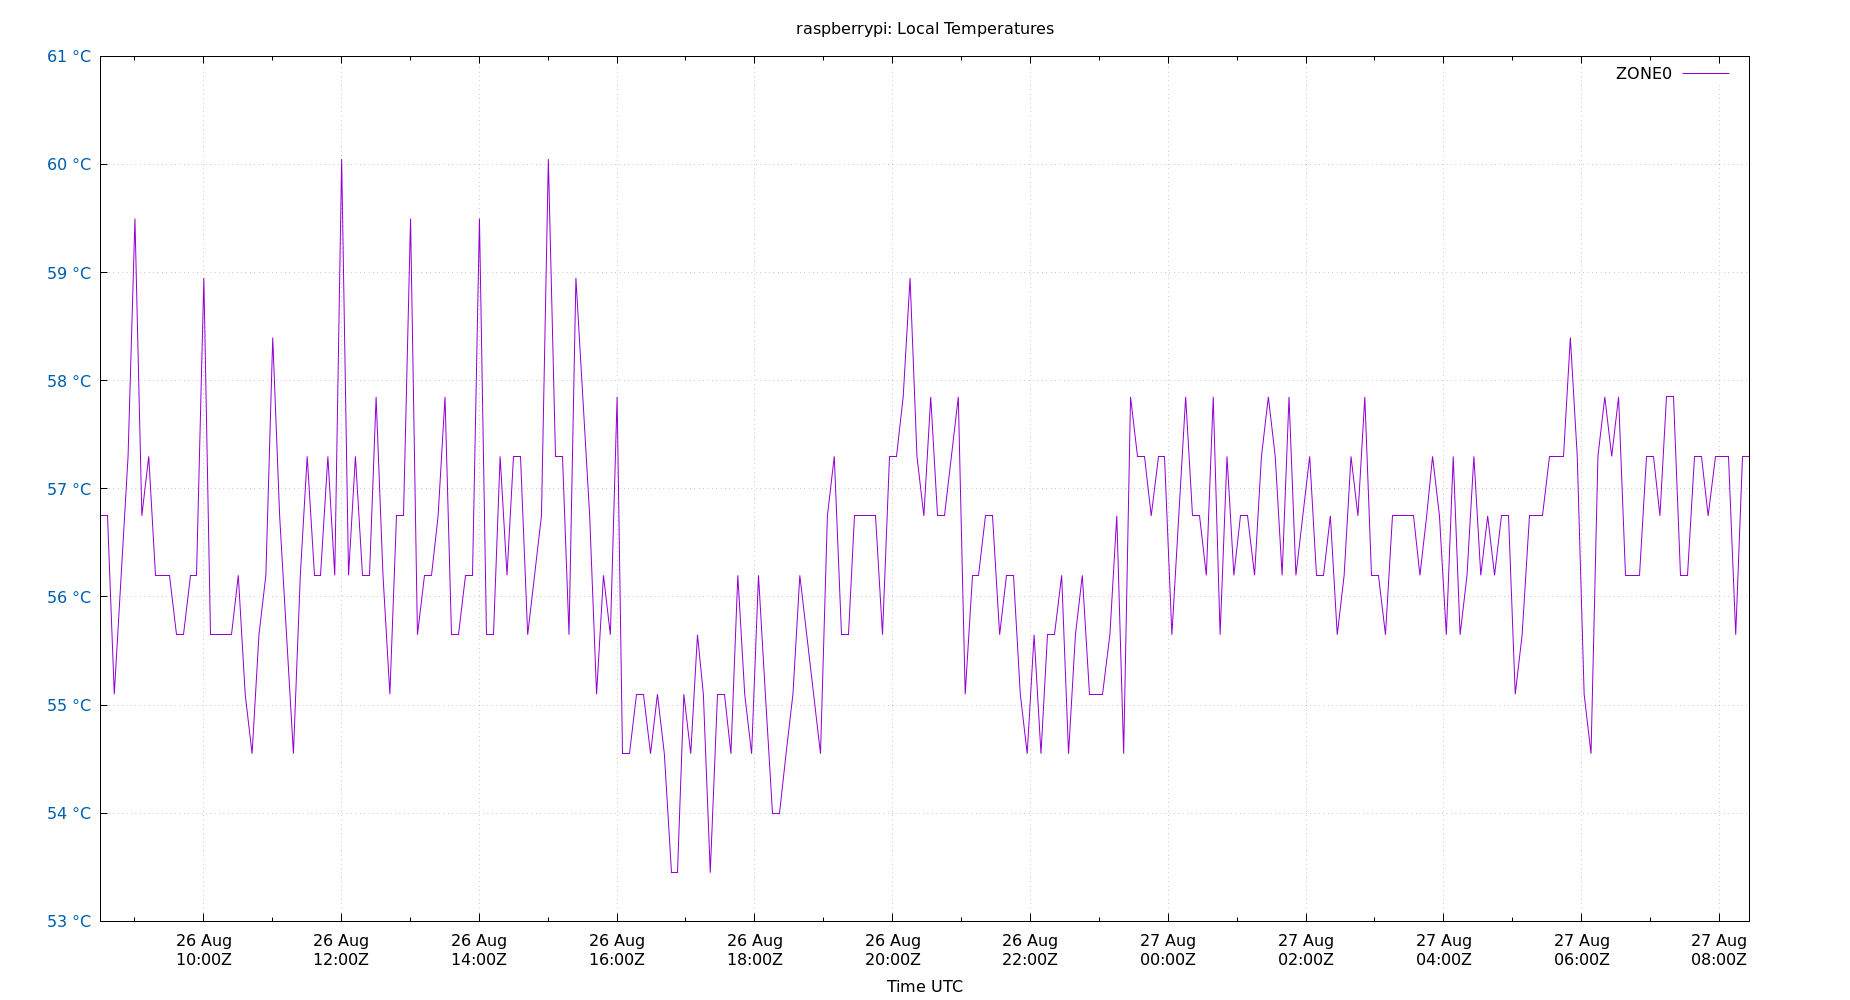 raspberrypi: Local Temperatures
61 °C
ZONE0
60 °C
59 °C
58 °C
57 °C
56 °C
55 °C
54 °C
53 °C
26 Aug 26 Aug 26 Aug 26 Aug 26 Aug 26 Aug 26 Aug 27 Aug 27 Aug 27 Aug 27 Aug 27 Aug
10:00Z 12:00Z 14:00Z 16:00Z 18:00Z 20:00Z 22:00Z 00:00Z 02:00Z 04:00Z 06:00Z 08:00Z
Time UTC